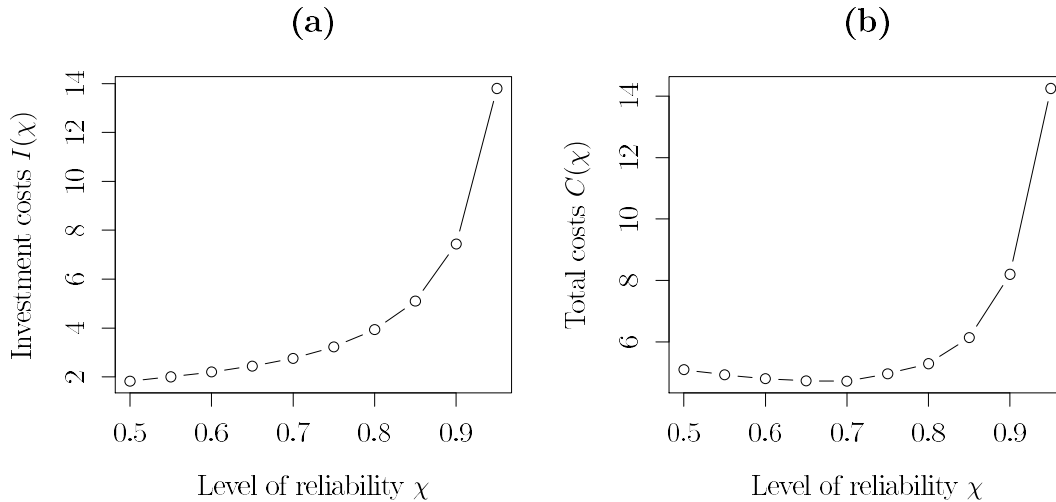 (a)
Investment costs I(χ)
14
12
10
8
6
4
2
0.5 0.6 0.7 0.8 0.9
Level of reliability χ
(b)
Total costs C(χ)
14
12
10
8
6
0.5 0.6 0.7 0.8 0.9
Level of reliability χ